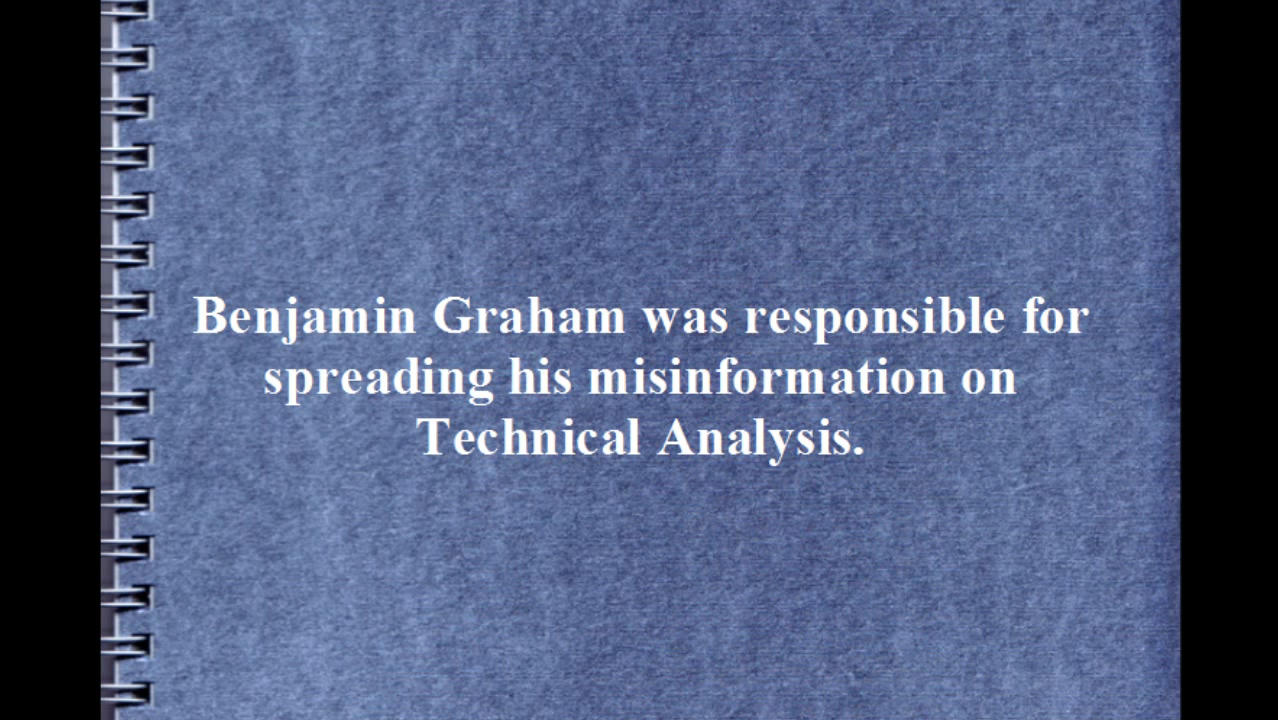 Benjamin Graham was responsible for
spreading his misinformation on
Technical Analysis.